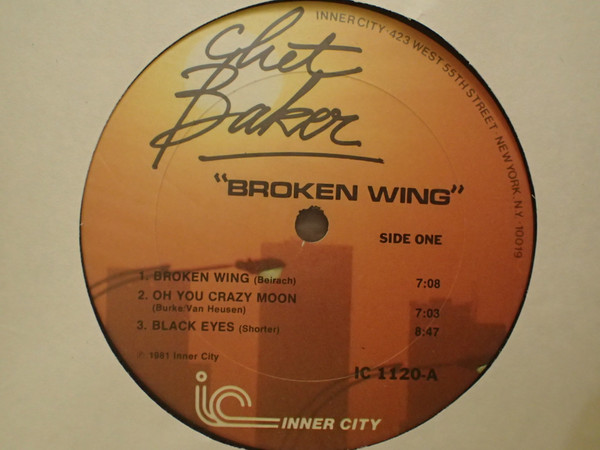 INNER CITY · 423 WEST 55TH STREET, NEW YORK, N.Y. · 10019
Chet
Baker
"BROKEN WING"
SIDE ONE
1. BROKEN WING (Beirach) 7:08
2. OH YOU CRAZY MOON
(Burke/Van Heusen) 7:03
3. BLACK EYES (Shorter) 8:47
℗ 1981 Inner City
IC 1120-A
ic INNER CITY